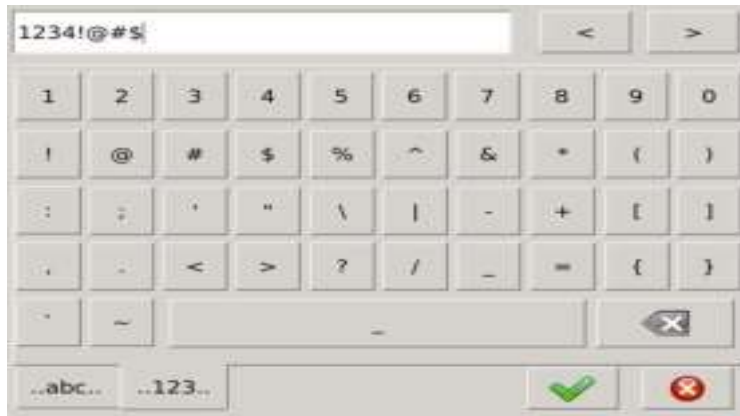 1234!@#$ < >
1 2 3 4 5 6 7 8 9 0
! @ # $ % ^ & * ( )
: ; ' " \ | - + [ ]
, . < > ? / _ = { }
` ~ _
..abc.. ..123..